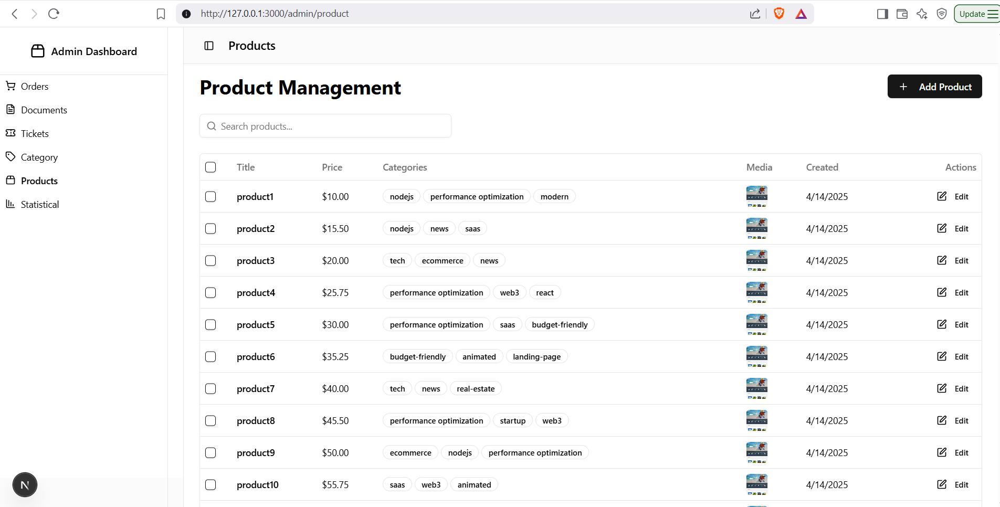 http://127.0.0.1:3000/admin/product
Update
Admin Dashboard
Orders
Documents
Tickets
Category
Products
Statistical
Products
Product Management
Add Product
Search products...
Title Price Categories Media Created Actions
product1 $10.00 nodejs performance optimization modern 4/14/2025 Edit
product2 $15.50 nodejs news saas 4/14/2025 Edit
product3 $20.00 tech ecommerce news 4/14/2025 Edit
product4 $25.75 performance optimization web3 react 4/14/2025 Edit
product5 $30.00 performance optimization saas budget-friendly 4/14/2025 Edit
product6 $35.25 budget-friendly animated landing-page 4/14/2025 Edit
product7 $40.00 tech news real-estate 4/14/2025 Edit
product8 $45.50 performance optimization startup web3 4/14/2025 Edit
product9 $50.00 ecommerce nodejs performance optimization 4/14/2025 Edit
product10 $55.75 saas web3 animated 4/14/2025 Edit
N